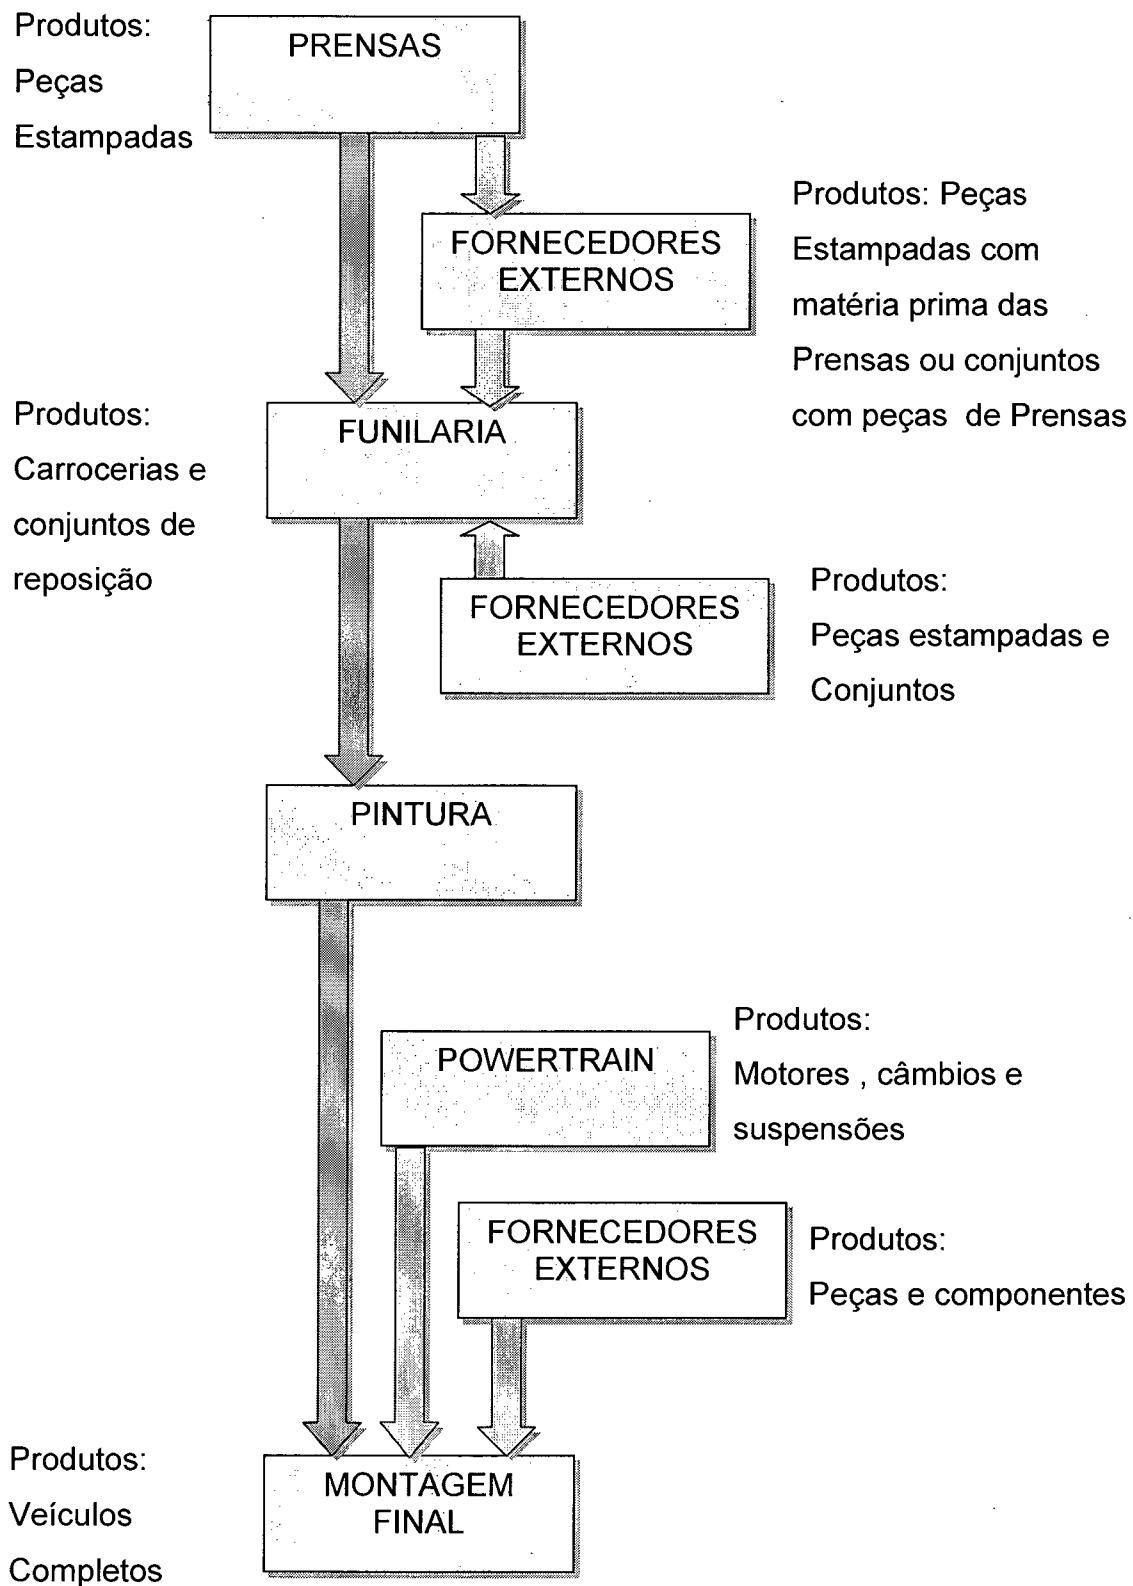 Produtos:
Peças
Estampadas
PRENSAS
FORNECEDORES
EXTERNOS
Produtos: Peças
Estampadas com
matéria prima das
Prensas ou conjuntos
com peças de Prensas
Produtos:
Carrocerias e
conjuntos de
reposição
FUNILARIA
FORNECEDORES
EXTERNOS
Produtos:
Peças estampadas e
Conjuntos
PINTURA
POWERTRAIN
Produtos:
Motores , câmbios e
suspensões
FORNECEDORES
EXTERNOS
Produtos:
Peças e componentes
Produtos:
Veículos
Completos
MONTAGEM
FINAL